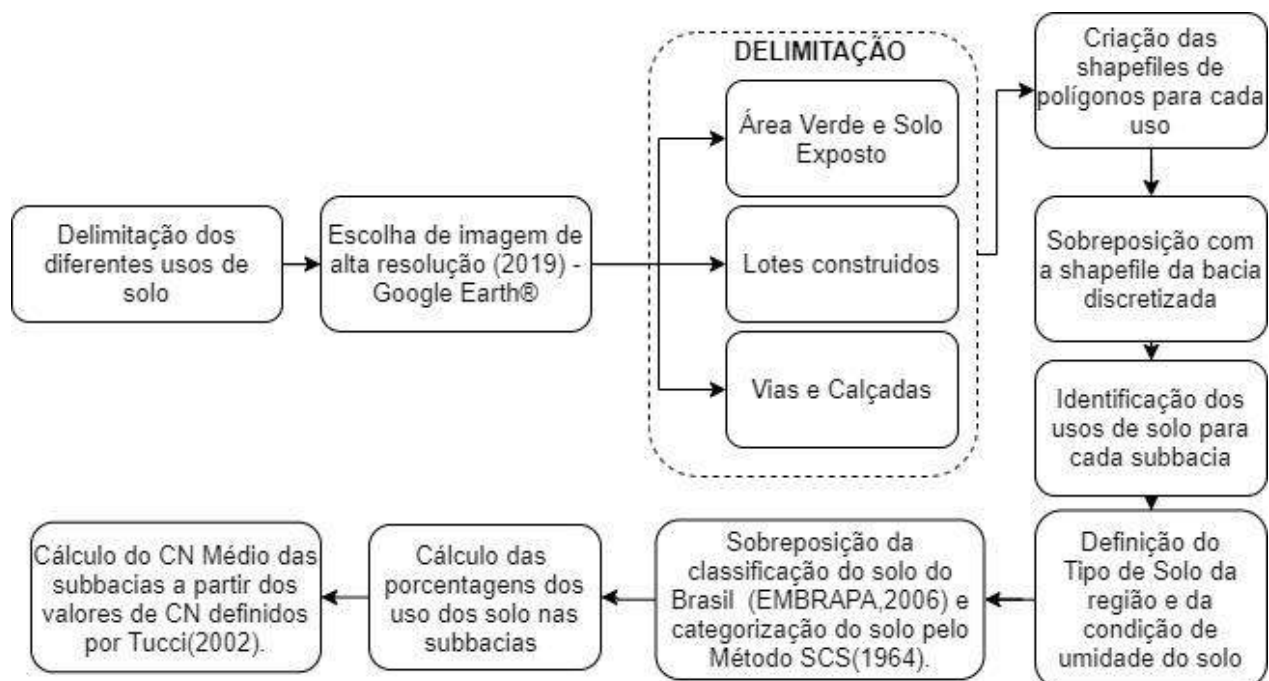 Delimitação dos
diferentes usos de
solo
Escolha de imagem de
alta resolução (2019) -
Google Earth®
DELIMITAÇÃO
Área Verde e Solo
Exposto
Lotes construidos
Vias e Calçadas
Criação das
shapefiles de
polígonos para cada
uso
Sobreposição com
a shapefile da bacia
discretizada
Identificação dos
usos de solo para
cada subbacia
Definição do
Tipo de Solo da
região e da
condição de
umidade do solo
Sobreposição da
classificação do solo do
Brasil (EMBRAPA,2006) e
categorização do solo pelo
Método SCS(1964).
Cálculo das
porcentagens dos
uso dos solo nas
subbacias
Cálculo do CN Médio das
subbacias a partir dos
valores de CN definidos
por Tucci(2002).